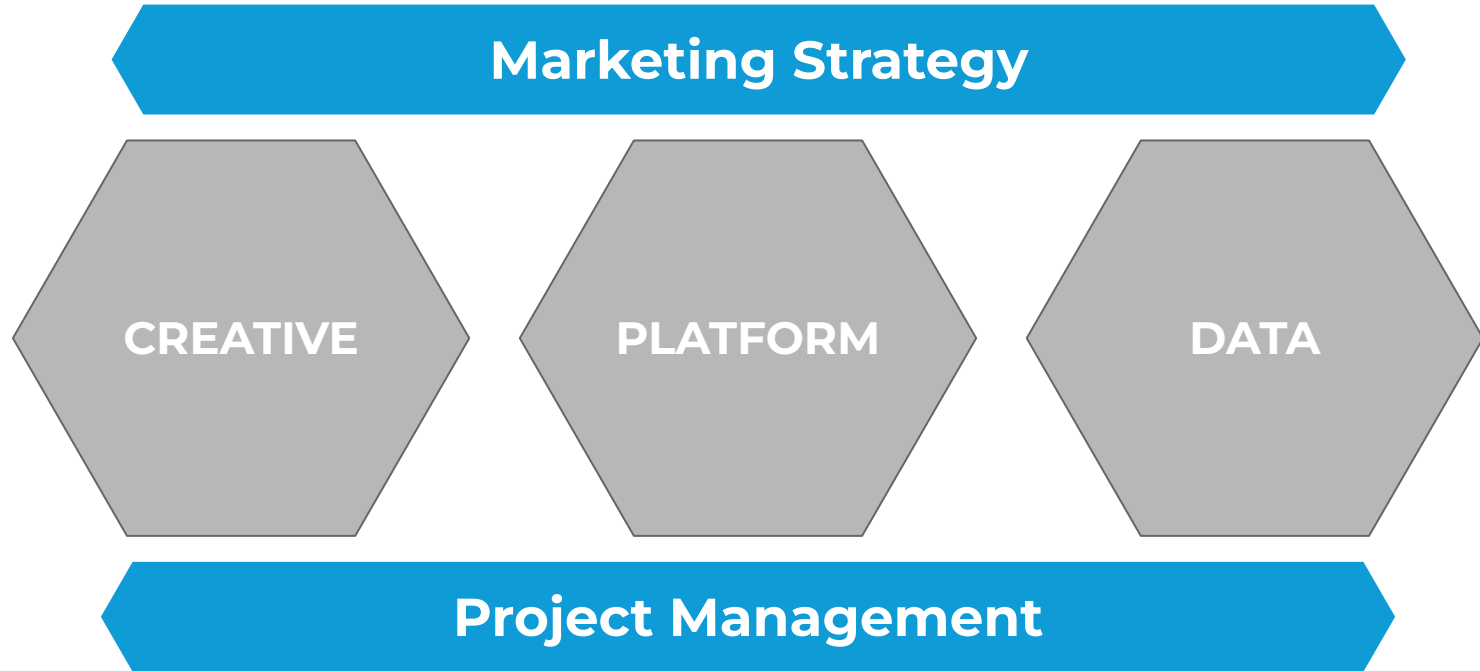 Marketing Strategy
CREATIVE
PLATFORM
DATA
Project Management